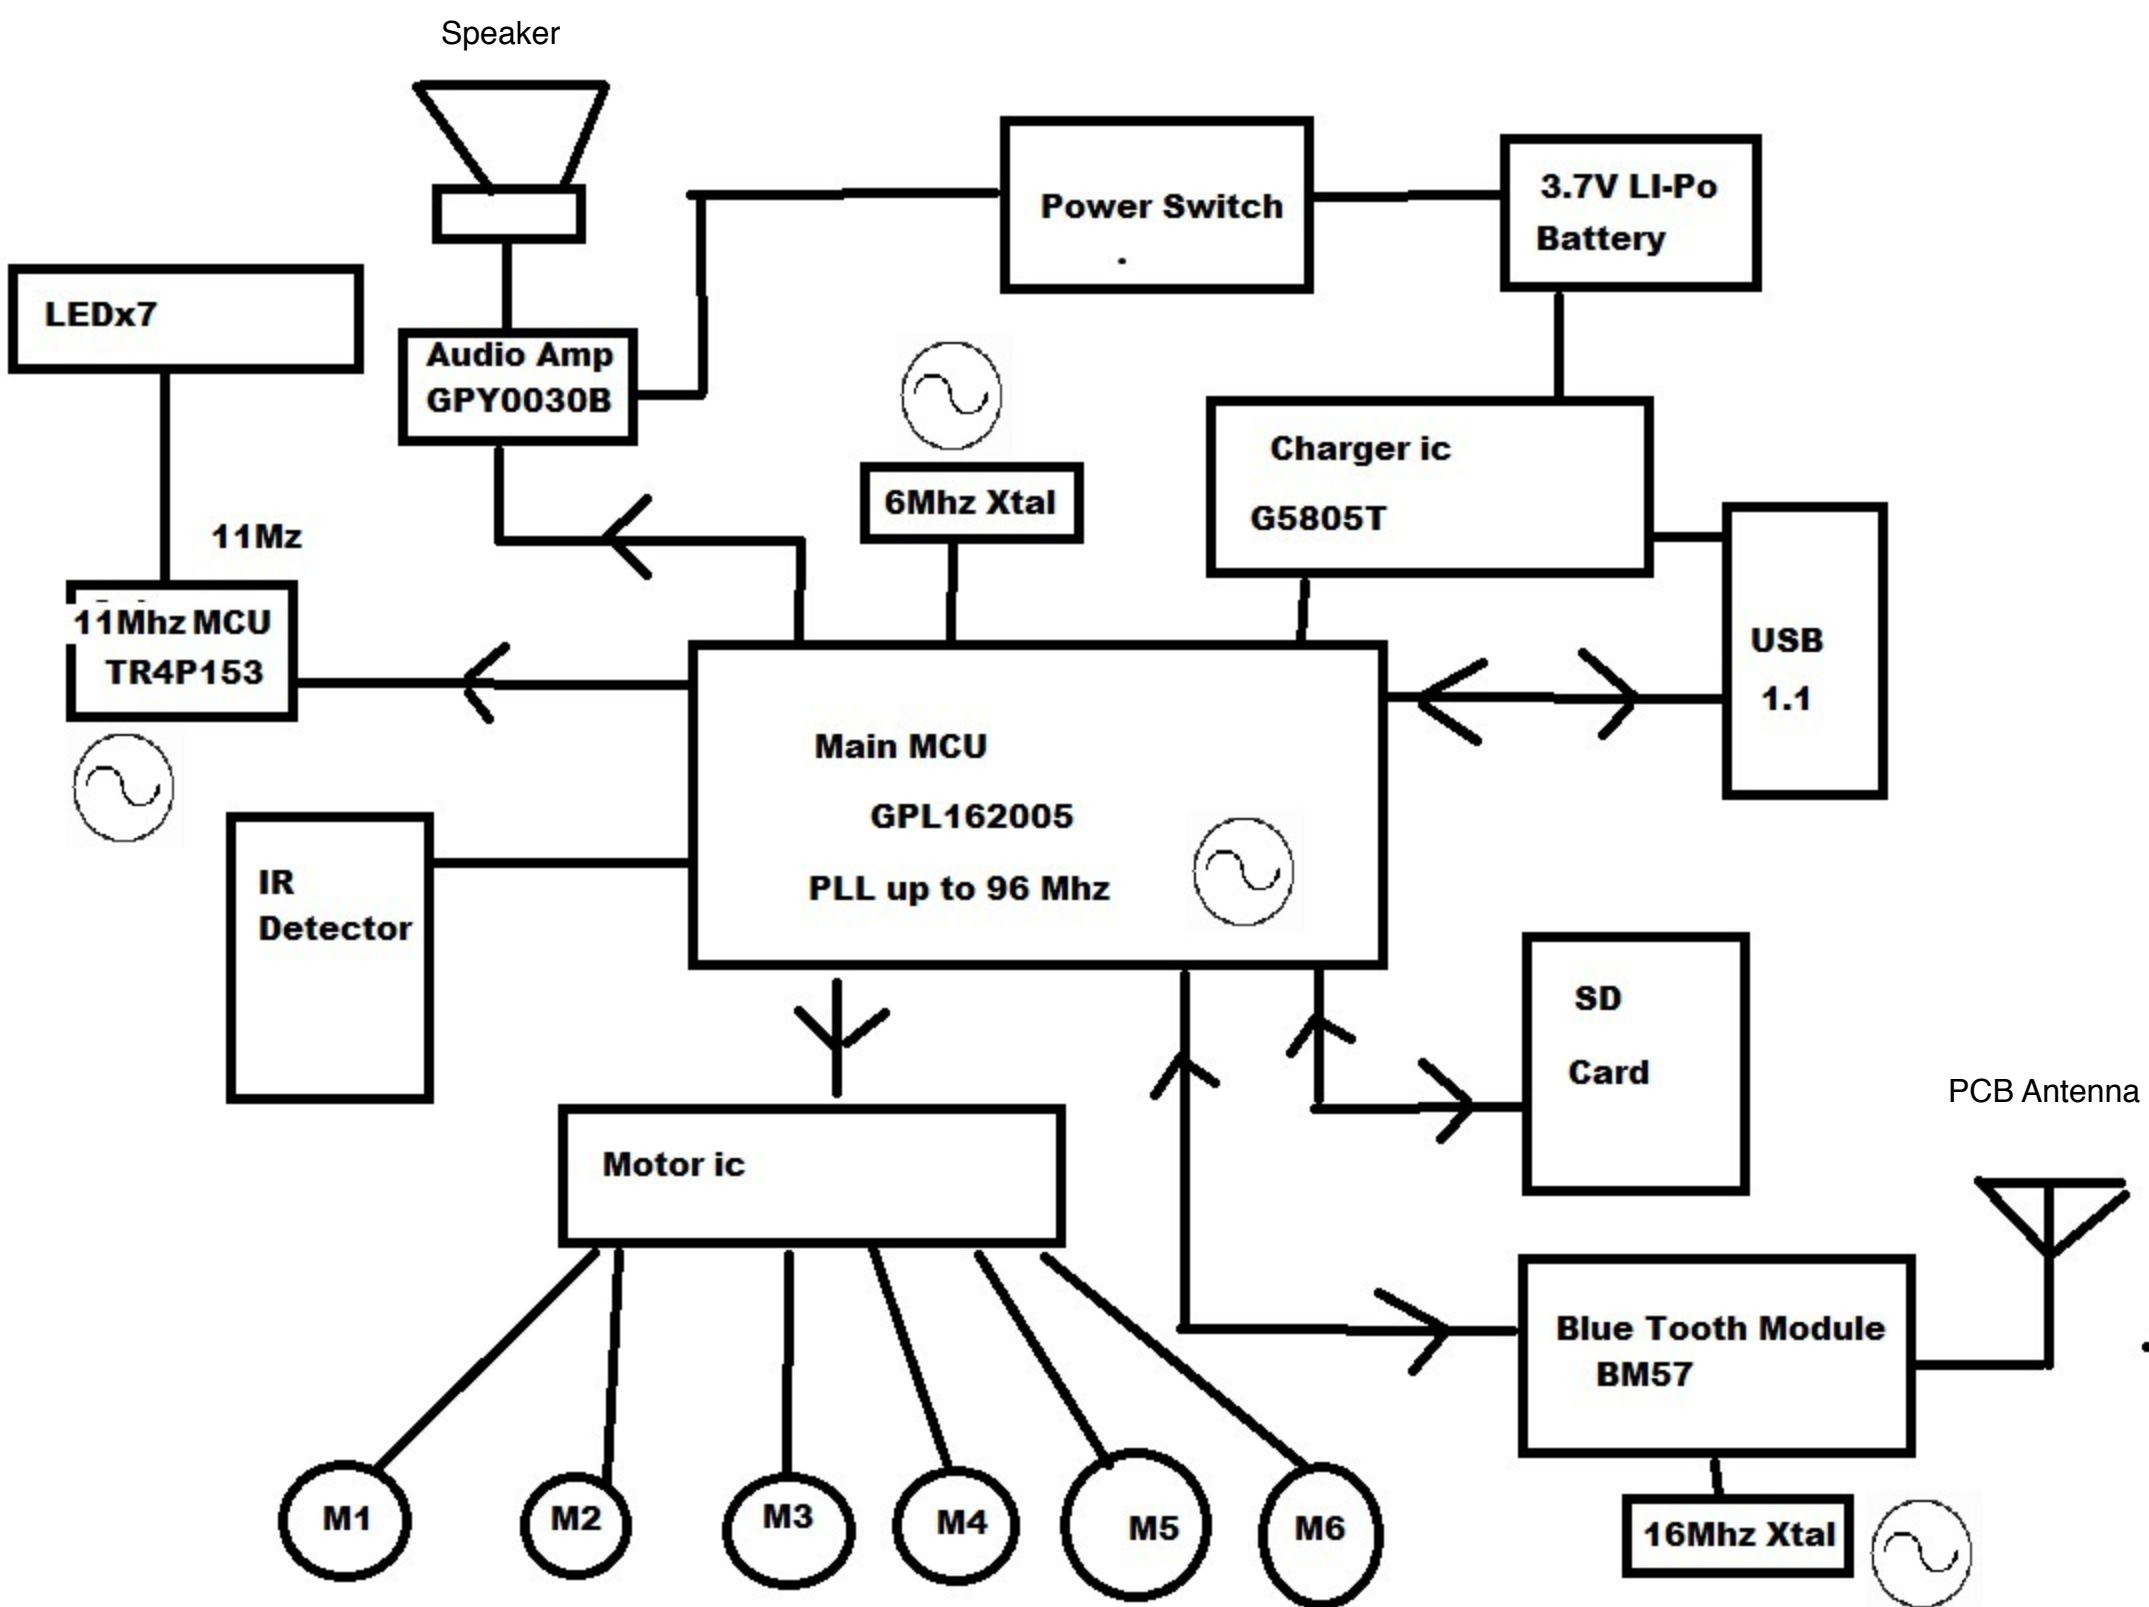 Speaker
Power Switch
3.7V LI-Po
Battery
LEDx7
Audio Amp
GPY0030B
6Mhz Xtal
Charger ic
G5805T
11Mz
11Mhz MCU
TR4P153
USB
1.1
Main MCU
GPL162005
PLL up to 96 Mhz
IR
Detector
SD
Card
PCB Antenna
Motor ic
Blue Tooth Module
BM57
M1
M2
M3
M4
M5
M6
16Mhz Xtal